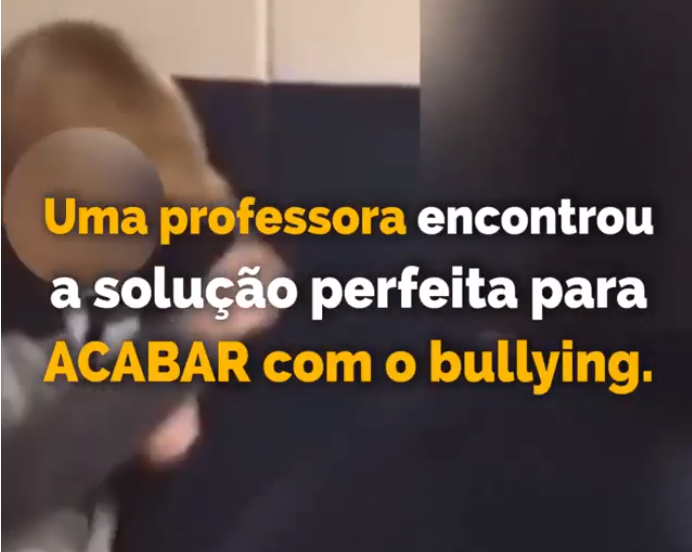 Uma professora encontrou
a solução perfeita para
ACABAR com o bullying.